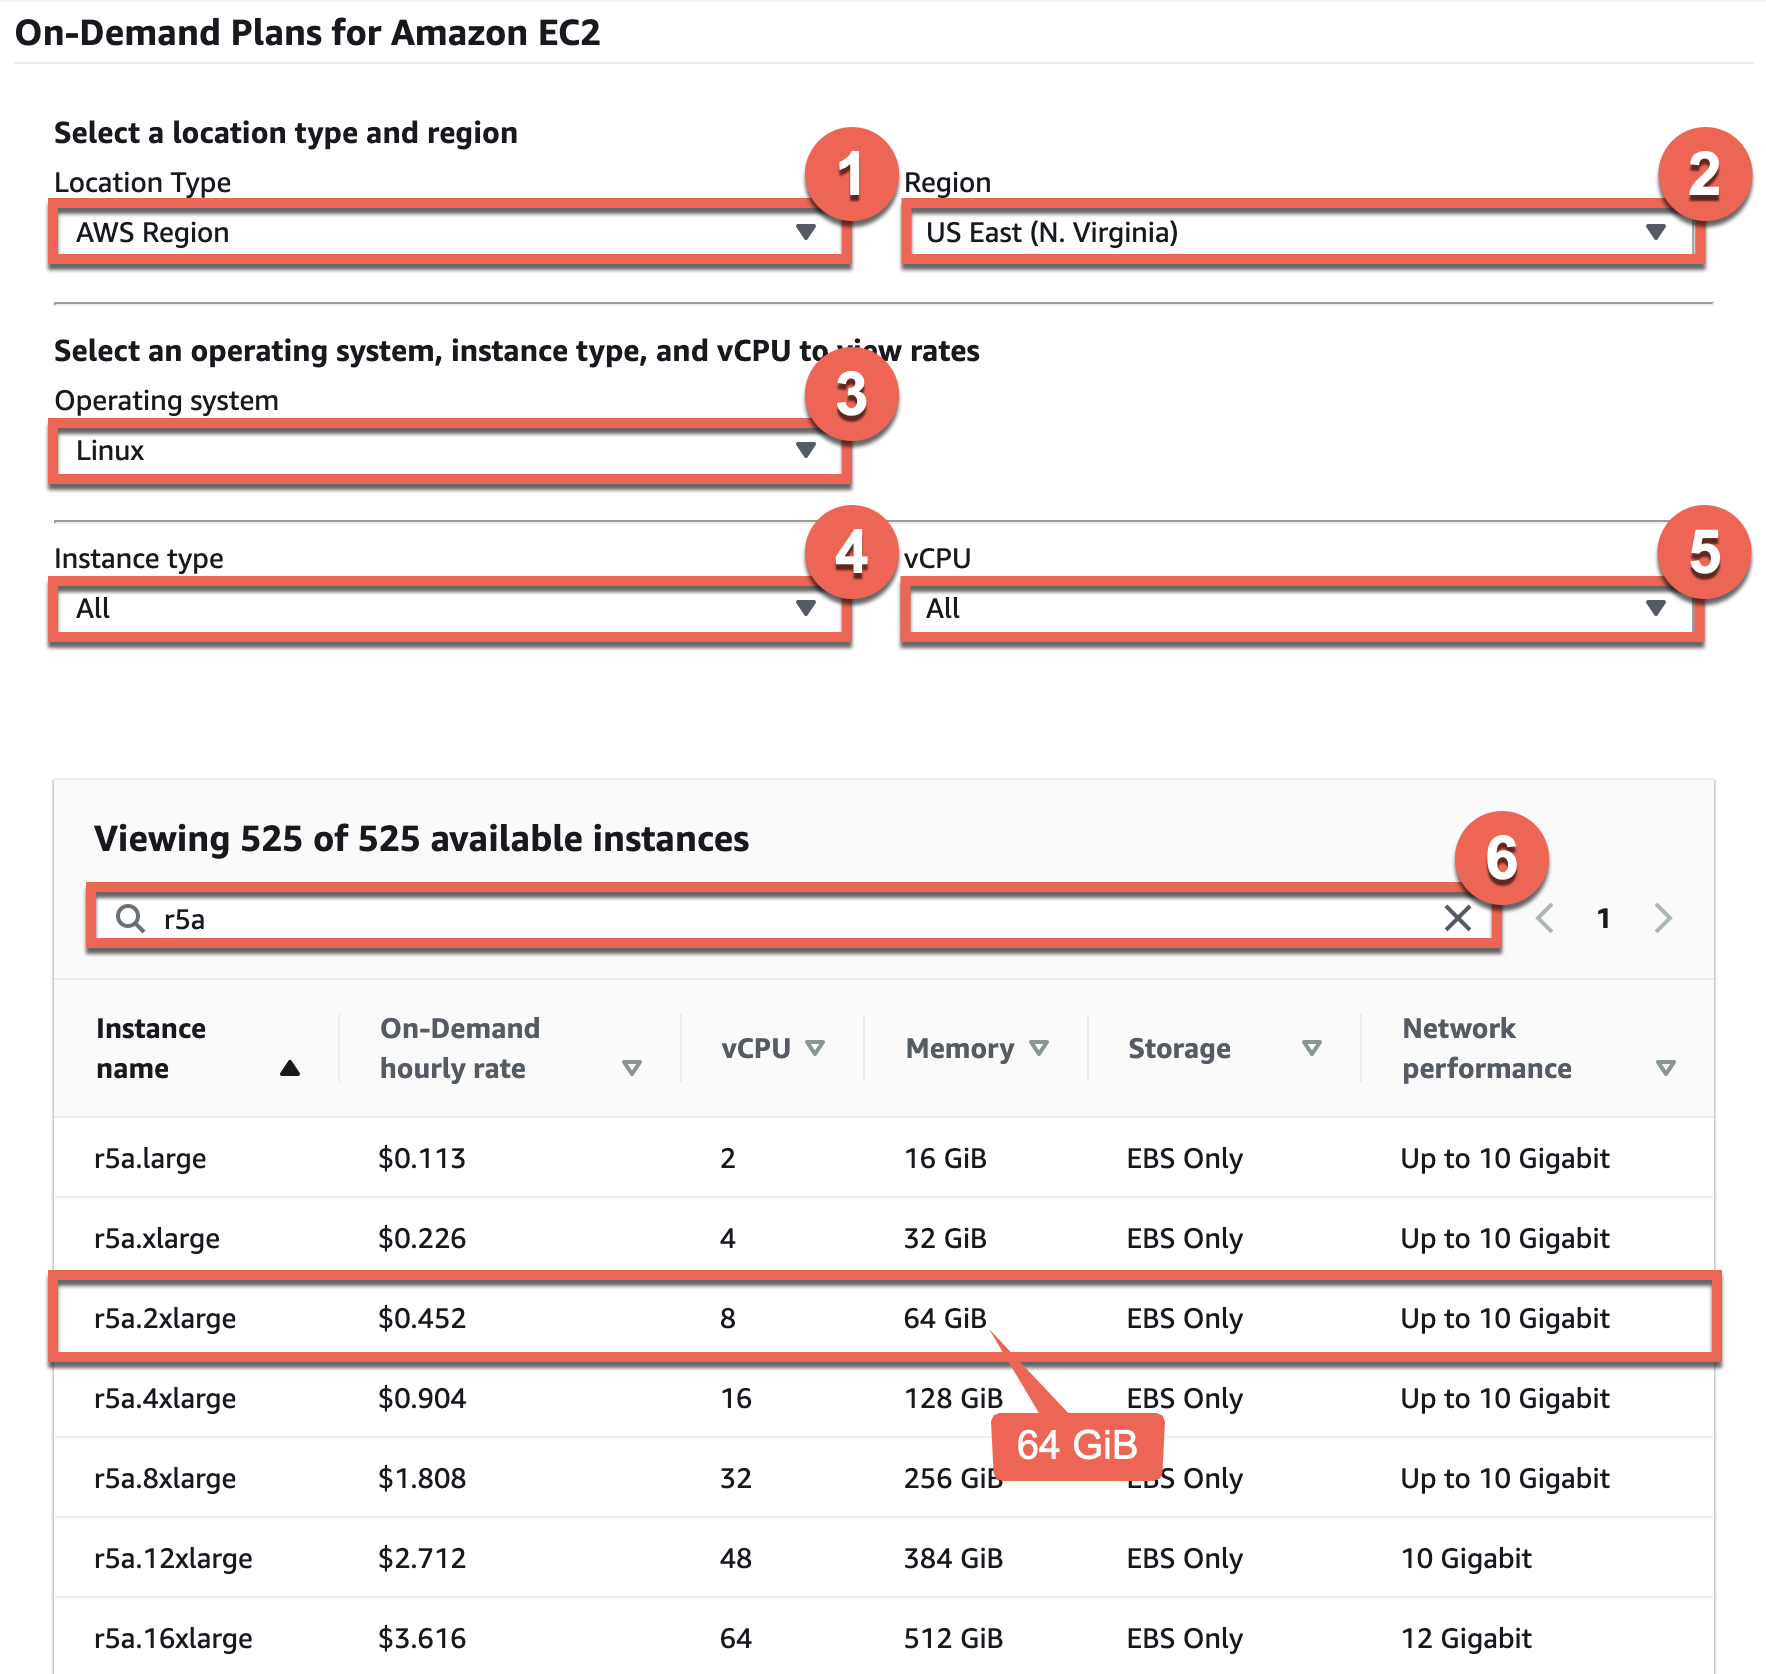 On-Demand Plans for Amazon EC2
Select a location type and region
Location Type
1
Region
2
AWS Region
US East (N. Virginia)
Select an operating system, instance type, and vCPU to view rates
Operating system
3
Linux
Instance type
4
vCPU
5
All
All
Viewing 525 of 525 available instances
6
r5a
1
Instance name
On-Demand hourly rate
vCPU
Memory
Storage
Network performance
r5a.large $0.113 2 16 GiB EBS Only Up to 10 Gigabit
r5a.xlarge $0.226 4 32 GiB EBS Only Up to 10 Gigabit
r5a.2xlarge $0.452 8 64 GiB EBS Only Up to 10 Gigabit
r5a.4xlarge $0.904 16 128 GiB EBS Only Up to 10 Gigabit
64 GiB
r5a.8xlarge $1.808 32 256 GiB EBS Only Up to 10 Gigabit
r5a.12xlarge $2.712 48 384 GiB EBS Only 10 Gigabit
r5a.16xlarge $3.616 64 512 GiB EBS Only 12 Gigabit